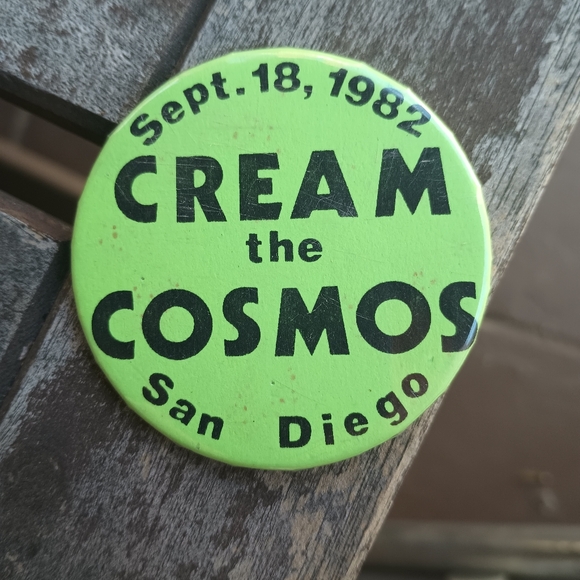 Sept. 18, 1982
CREAM
the
COSMOS
San Diego